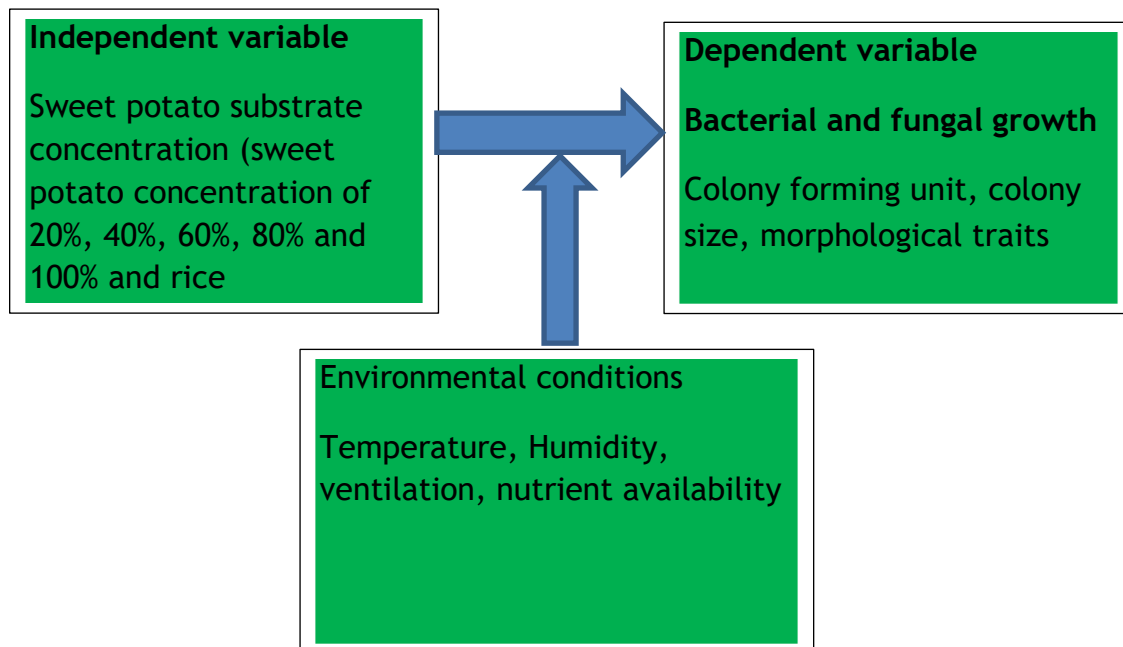 Independent variable
Sweet potato substrate
concentration (sweet
potato concentration of
20%, 40%, 60%, 80% and
100% and rice
Dependent variable
Bacterial and fungal growth
Colony forming unit, colony
size, morphological traits
Environmental conditions
Temperature, Humidity,
ventilation, nutrient availability